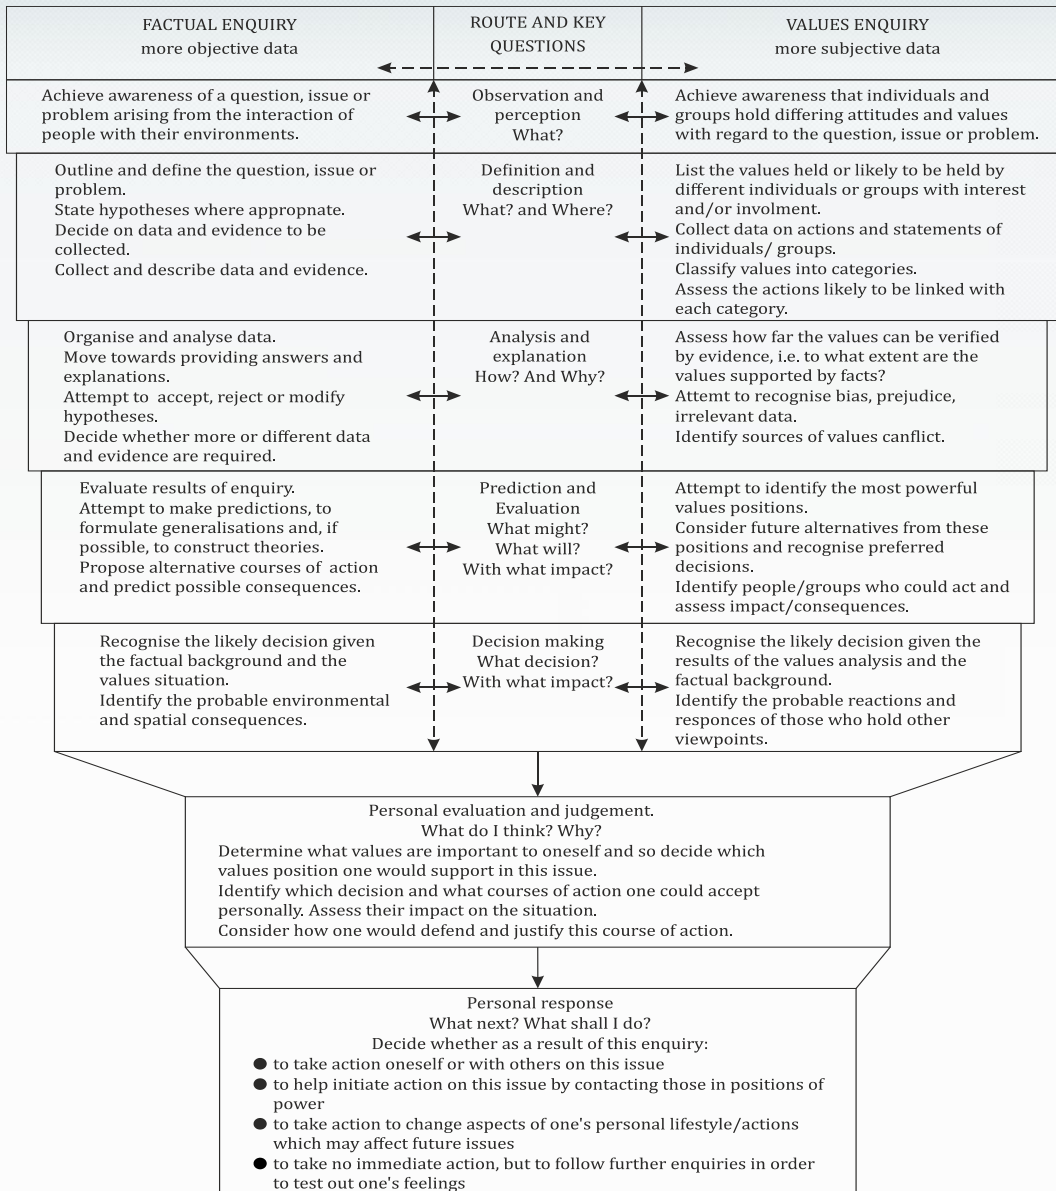 FACTUAL ENQUIRY
more objective data
ROUTE AND KEY
QUESTIONS
VALUES ENQUIRY
more subjective data
Achieve awareness of a question, issue or
problem arising from the interaction of
people with their environments.
Observation and
perception
What?
Achieve awareness that individuals and
groups hold differing attitudes and values
with regard to the question, issue or problem.
Outline and define the question, issue or
problem.
State hypotheses where appropnate.
Decide on data and evidence to be
collected.
Collect and describe data and evidence.
Definition and
description
What? and Where?
List the values held or likely to be held by
different individuals or groups with interest
and/or involment.
Collect data on actions and statements of
individuals/ groups.
Classify values into categories.
Assess the actions likely to be linked with
each category.
Organise and analyse data.
Move towards providing answers and
explanations.
Attempt to accept, reject or modify
hypotheses.
Decide whether more or different data
and evidence are required.
Analysis and
explanation
How? And Why?
Assess how far the values can be verified
by evidence, i.e. to what extent are the
values supported by facts?
Attemt to recognise bias, prejudice,
irrelevant data.
Identify sources of values canflict.
Evaluate results of enquiry.
Attempt to make predictions, to
formulate generalisations and, if
possible, to construct theories.
Propose alternative courses of action
and predict possible consequences.
Prediction and
Evaluation
What might?
What will?
With what impact?
Attempt to identify the most powerful
values positions.
Consider future alternatives from these
positions and recognise preferred
decisions.
Identify people/groups who could act and
assess impact/consequences.
Recognise the likely decision given
the factual background and the
values situation.
Identify the probable environmental
and spatial consequences.
Decision making
What decision?
With what impact?
Recognise the likely decision given the
results of the values analysis and the
factual background.
Identify the probable reactions and
responces of those who hold other
viewpoints.
Personal evaluation and judgement.
What do I think? Why?
Determine what values are important to oneself and so decide which
values position one would support in this issue.
Identify which decision and what courses of action one could accept
personally. Assess their impact on the situation.
Consider how one would defend and justify this course of action.
Personal response
What next? What shall I do?
Decide whether as a result of this enquiry:
● to take action oneself or with others on this issue
● to help initiate action on this issue by contacting those in positions of
power
● to take action to change aspects of one's personal lifestyle/actions
which may affect future issues
● to take no immediate action, but to follow further enquiries in order
to test out one's feelings